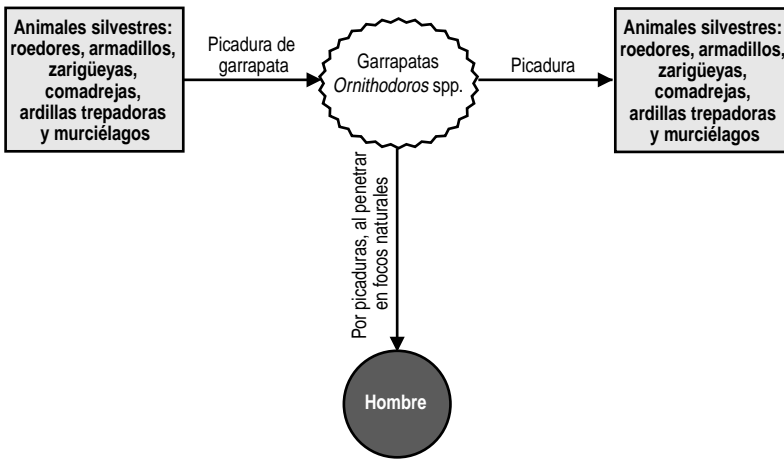 Animales silvestres:
roedores, armadillos,
zarigüeyas,
comadrejas,
ardillas trepadoras
y murciélagos
Picadura de
garrapata
Garrapatas
Ornithodoros spp.
Picadura
Animales silvestres:
roedores, armadillos,
zarigüeyas,
comadrejas,
ardillas trepadoras
y murciélagos
Por picaduras, al penetrar
en focos naturales
Hombre